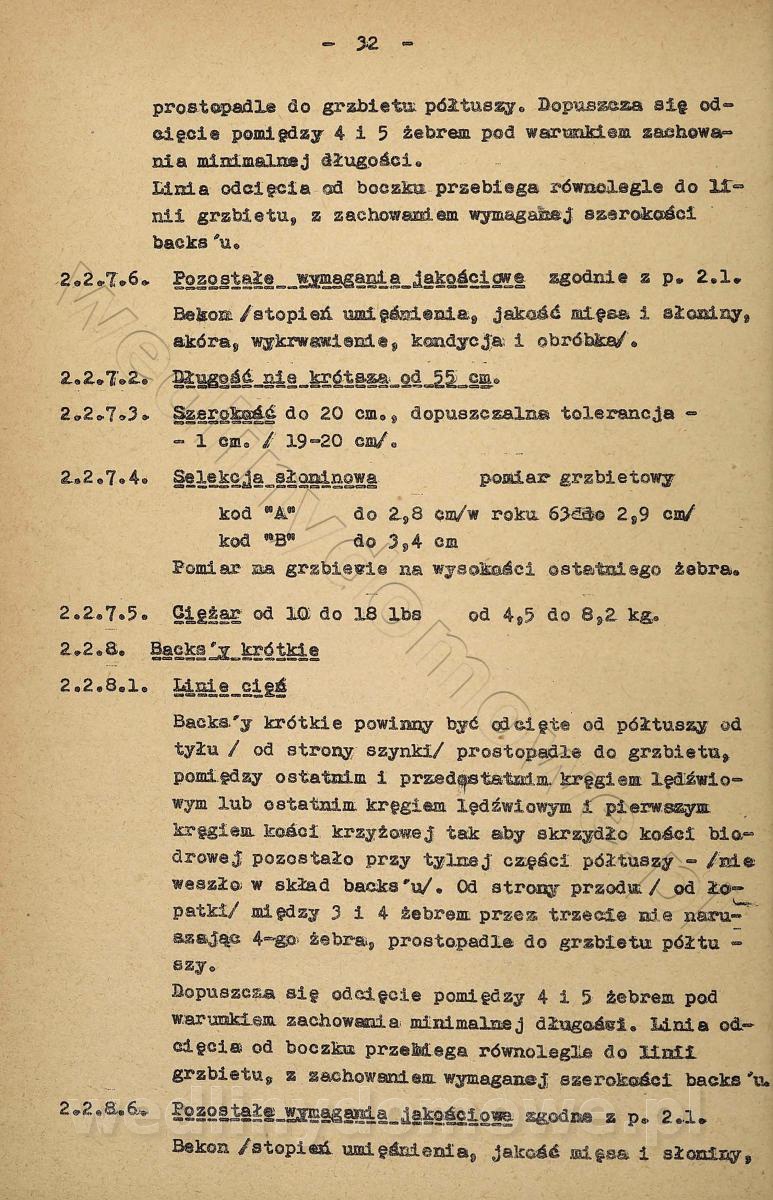 - 32 -
prostopadle do grzbietu półtuszy. Dopuszcza się od-
cięcie pomiędzy 4 i 5 żebrem pod warunkiem zachowa-
nia minimalnej długości.
Linia odcięcia od boczku przebiega równolegle do li-
nii grzbietu, z zachowaniem wymaganej szerokości
backs'u.
2.2.7.6. Pozostałe wymagania jakościowe zgodnie z p. 2.1.
Bekon /stopień umięśnienia, jakość mięsa i słoniny,
skóra, wykrwawienie, kondycja i obróbka/.
2.2.7.2. Długość nie krótsza od 55 cm.
2.2.7.3. Szerokość do 20 cm., dopuszczalna tolerancja -
- 1 cm. / 19-20 cm/.
2.2.7.4. Selekcja słoninowa pomiar grzbietowy
kod "A" do 2,8 cm/w roku 63 do 2,9 cm/
kod "B" do 3,4 cm
Pomiar na grzbiecie na wysokości ostatniego żebra.
2.2.7.5. Ciężar od 10 do 18 lbs od 4,5 do 8,2 kg.
2.2.8. Backs'y krótkie
2.2.8.1. Linie cięń
Backs'y krótkie powinny być odcięte od półtuszy od
tyłu / od strony szynki/ prostopadle do grzbietu,
pomiędzy ostatnim i przedostatnim kręgiem lędźwio-
wym lub ostatnim kręgiem lędźwiowym i pierwszym
kręgiem kości krzyżowej tak aby skrzydło kości bio-
drowej pozostało przy tylnej części półtuszy - /nie
weszło w skład backs'u/. Od strony przodu / od ło-
patki/ między 3 i 4 żebrem przez trzecie nie naru-
szając 4-go żebra, prostopadle do grzbietu półtu -
szy.
Dopuszcza się odcięcie pomiędzy 4 i 5 żebrem pod
warunkiem zachowania minimalnej długości. Linia od-
cięcia od boczku przebiega równolegle do linii
grzbietu, z zachowaniem wymaganej szerokości backs'u.
2.2.8.6. Pozostałe wymagania jakościowe zgodne z p. 2.1.
Bekon /stopień umięśnienia, jakość mięsa i słoniny,